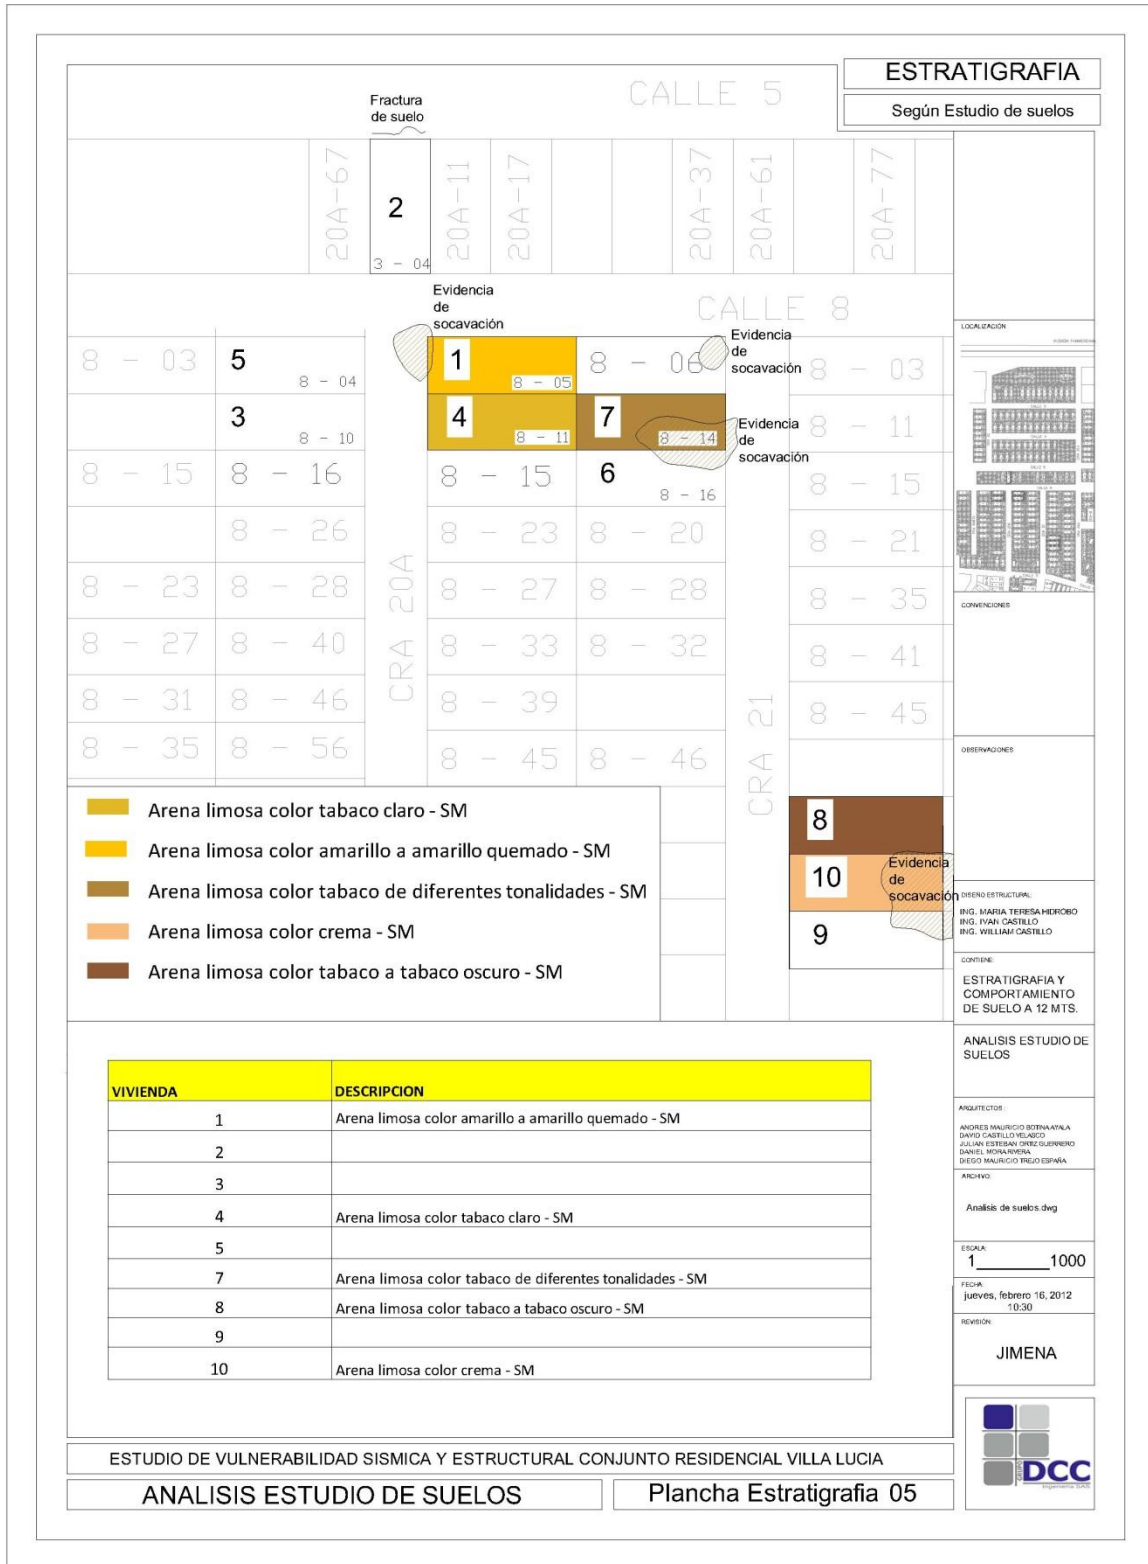 ESTRATIGRAFIA
Según Estudio de suelos
CALLE 5
Fractura
de suelo
20A-67
2
3 - 04
20A-11
20A-17
20A-37
20A-61
20A-77
CALLE 8
Evidencia
de
socavación
Evidencia
de
socavación
Evidencia
de
socavación
8 - 03
5
8 - 04
1
8 - 05
8 - 06
8 - 03
3
8 - 10
4
8 - 11
7
8 - 14
8 - 11
8 - 15
8 - 16
8 - 15
6
8 - 16
8 - 15
8 - 26
8 - 23
8 - 20
8 - 21
8 - 23
8 - 28
8 - 27
8 - 28
8 - 35
8 - 27
8 - 40
8 - 33
8 - 32
8 - 41
8 - 31
8 - 46
8 - 39
8 - 45
8 - 35
8 - 56
8 - 45
8 - 46
CRA 20A
CRA 21
8
10
Evidencia
de
socavación
9
Arena limosa color tabaco claro - SM
Arena limosa color amarillo a amarillo quemado - SM
Arena limosa color tabaco de diferentes tonalidades - SM
Arena limosa color crema - SM
Arena limosa color tabaco a tabaco oscuro - SM
VIVIENDA DESCRIPCION
1 Arena limosa color amarillo a amarillo quemado - SM
2
3
4 Arena limosa color tabaco claro - SM
5
7 Arena limosa color tabaco de diferentes tonalidades - SM
8 Arena limosa color tabaco a tabaco oscuro - SM
9
10 Arena limosa color crema - SM
LOCALIZACIÓN
CONVENCIONES
OBSERVACIONES
DISEÑO ESTRUCTURAL:
ING. MARIA TERESA HIDROBO
ING. IVAN CASTILLO
ING. WILLIAM CASTILLO
CONTIENE:
ESTRATIGRAFIA Y
COMPORTAMIENTO
DE SUELO A 12 MTS.
ANALISIS ESTUDIO DE
SUELOS
ARQUITECTOS:
ANDRES MAURICIO BOTINA AYALA
DAVID CASTILLO VELASCO
JULIAN ESTEBAN ORTIZ GUERRERO
DANIEL MORA RIVERA
DIEGO MAURICIO TREJO ESPAÑA
ARCHIVO:
Analisis de suelos.dwg
ESCALA:
1________1000
FECHA:
jueves, febrero 16, 2012
10:30
REVISIÓN:
JIMENA
GRUPO
DCC
Ingenieria SAS
ESTUDIO DE VULNERABILIDAD SISMICA Y ESTRUCTURAL CONJUNTO RESIDENCIAL VILLA LUCIA
ANALISIS ESTUDIO DE SUELOS
Plancha Estratigrafia 05